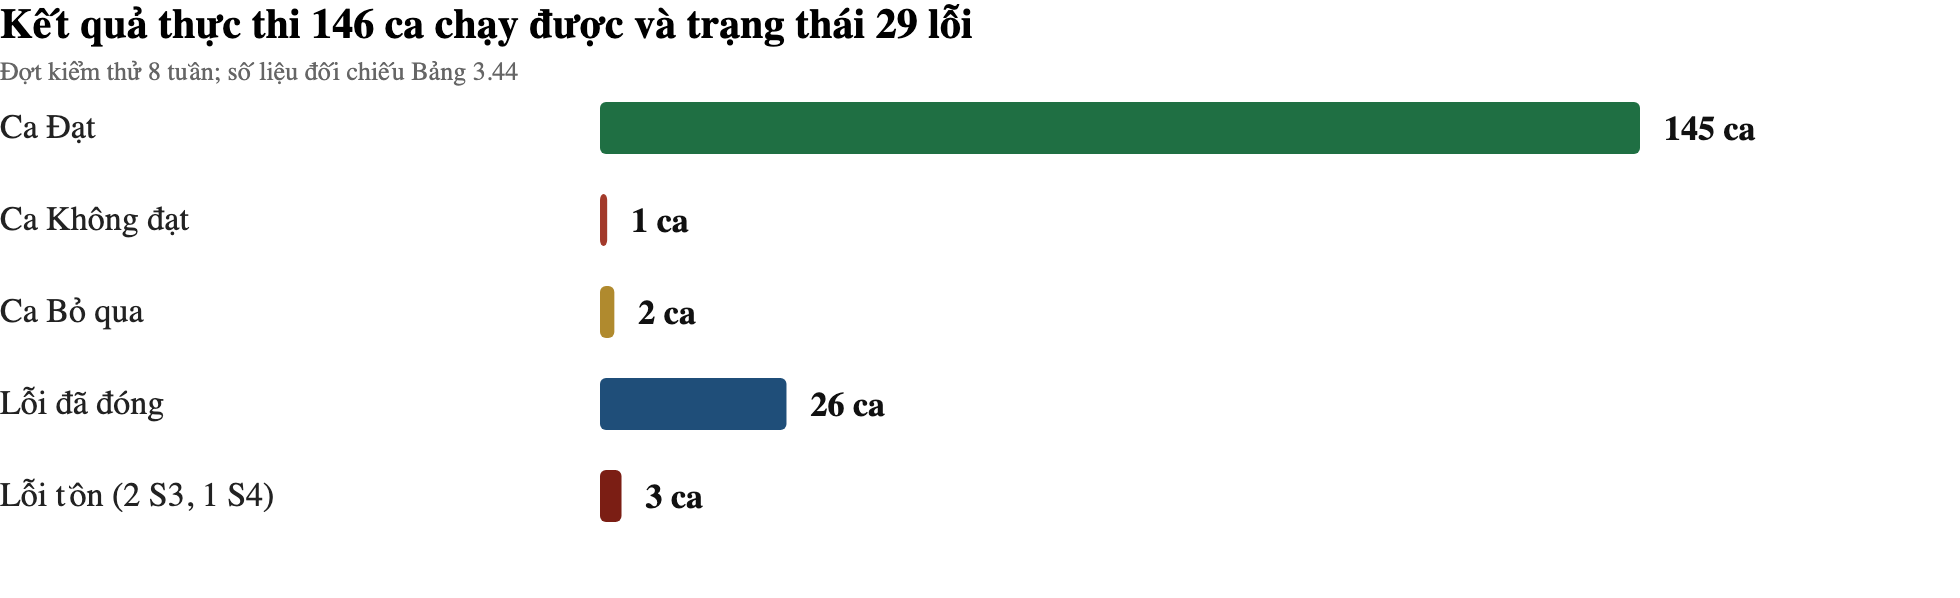 Kết quả thực thi 146 ca chạy được và trạng thái 29 lỗi
Đợt kiểm thử 8 tuần; số liệu đối chiếu Bảng 3.44
Ca Đạt
145 ca
Ca Không đạt
1 ca
Ca Bỏ qua
2 ca
Lỗi đã đóng
26 ca
Lỗi tồn (2 S3, 1 S4)
3 ca